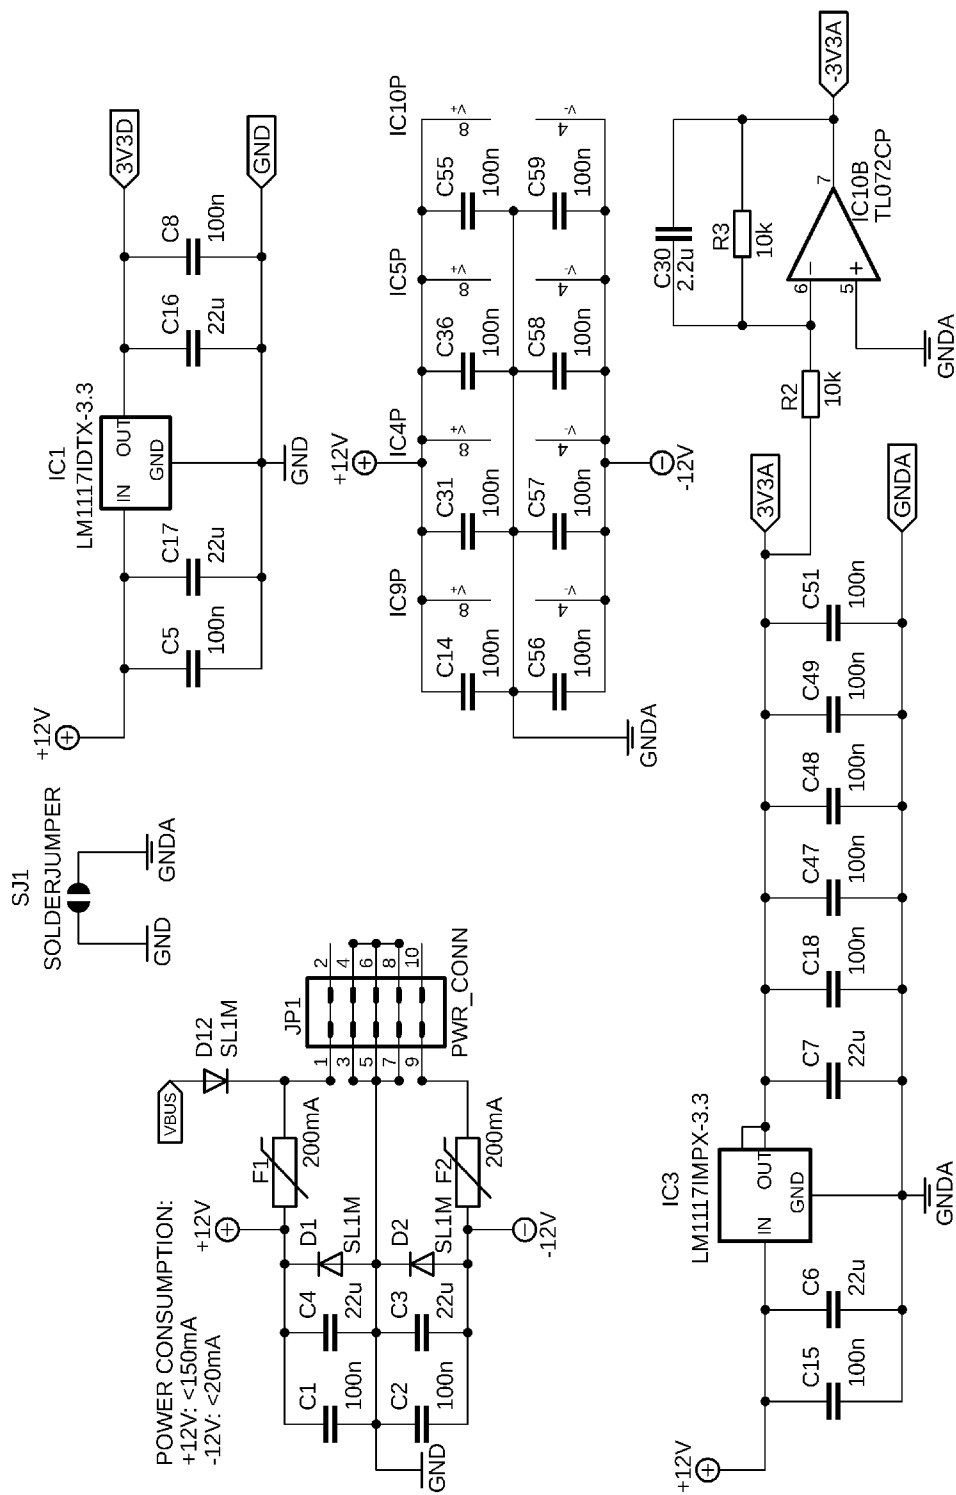 POWER CONSUMPTION:
+12V: <150mA
-12V: <20mA
VBUS
D12
SL1M
+12V
F1
200mA
D1
SL1M
C4
22u
C1
100n
D2
SL1M
F2
200mA
C3
22u
C2
100n
GND
-12V
JP1
PWR_CONN
1
2
3
4
5
6
7
8
9
10
SJ1
SOLDERJUMPER
GND
GNDA
+12V
C5
100n
C17
22u
IC1
LM1117IDTX-3.3
IN
OUT
GND
GND
C16
22u
C8
100n
3V3D
GND
+12V
IC9P
IC4P
IC5P
IC10P
C14
100n
8
V+
C31
100n
8
V+
C36
100n
8
V+
C55
100n
8
V+
C56
100n
4
V-
C57
100n
4
V-
C58
100n
4
V-
C59
100n
4
V-
GNDA
-12V
+12V
C15
100n
C6
22u
IC3
LM1117IMPX-3.3
IN
OUT
GND
GNDA
C7
22u
C18
100n
C47
100n
C48
100n
C49
100n
C51
100n
3V3A
GNDA
R2
10k
C30
2.2u
R3
10k
6
5
7
IC10B
TL072CP
GNDA
-3V3A